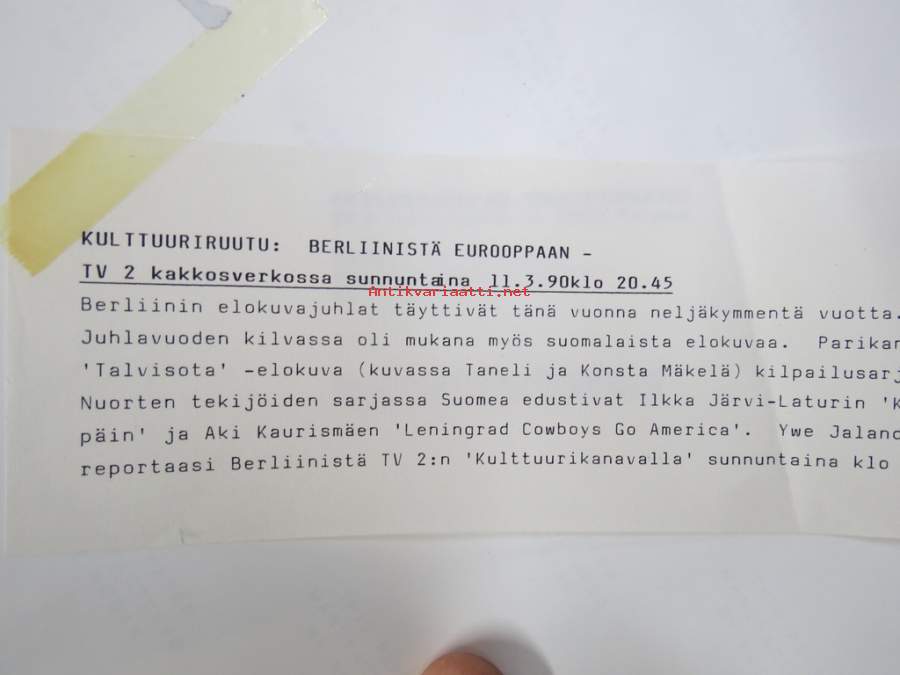 KULTTUURIRUUTU: BERLIINISTÄ EUROOPPAAN -
TV 2 kakkosverkossa sunnuntaina 11.3.90klo 20.45
Antikvariaatti.net
Berliinin elokuvajuhlat täyttivät tänä vuonna neljäkymmentä vuotta.
Juhlavuoden kilvassa oli mukana myös suomalaista elokuvaa. Parikan
'Talvisota' -elokuva (kuvassa Taneli ja Konsta Mäkelä) kilpailusarj
Nuorten tekijöiden sarjassa Suomea edustivat Ilkka Järvi-Laturin 'K
päin' ja Aki Kaurismäen 'Leningrad Cowboys Go America'. Ywe Jaland
reportaasi Berliinistä TV 2:n 'Kulttuurikanavalla' sunnuntaina klo